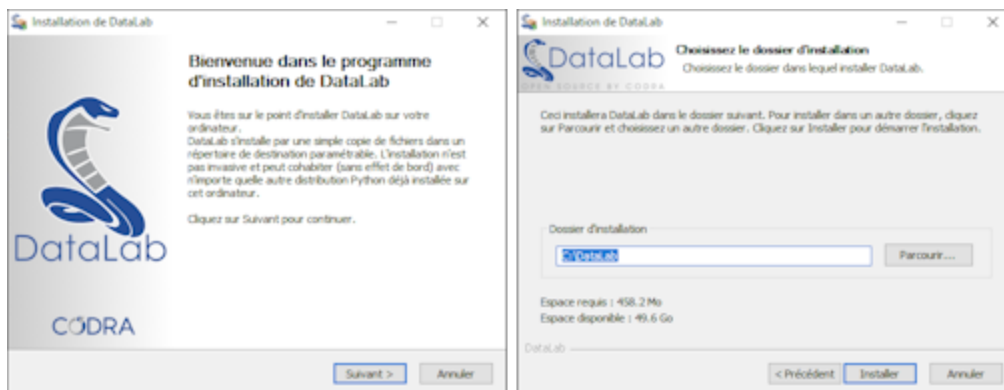 Installation de DataLab
Bienvenue dans le programme
d'installation de DataLab
Vous êtes sur le point d'installer DataLab sur votre
ordinateur.
DataLab s'installe par une simple copie de fichiers dans un
répertoire de destination paramétrable. L'installation n'est
pas invasive et peut cohabiter (sans effet de bord) avec
n'importe quelle autre distribution Python déjà installée sur
cet ordinateur.
Cliquez sur Suivant pour continuer.
DataLab
CODRA
Suivant >
Annuler
Installation de DataLab
DataLab
OPEN SOURCE BY CODRA
Choisissez le dossier d'installation
Choisissez le dossier dans lequel installer DataLab.
Ceci installera DataLab dans le dossier suivant. Pour installer dans un autre dossier, cliquez
sur Parcourir et choisissez un autre dossier. Cliquez sur Installer pour démarrer l'installation.
Dossier d'installation
C:\DataLab
Parcourir...
Espace requis : 458.2 Mo
Espace disponible : 49.6 Go
DataLab
< Précédent
Installer
Annuler